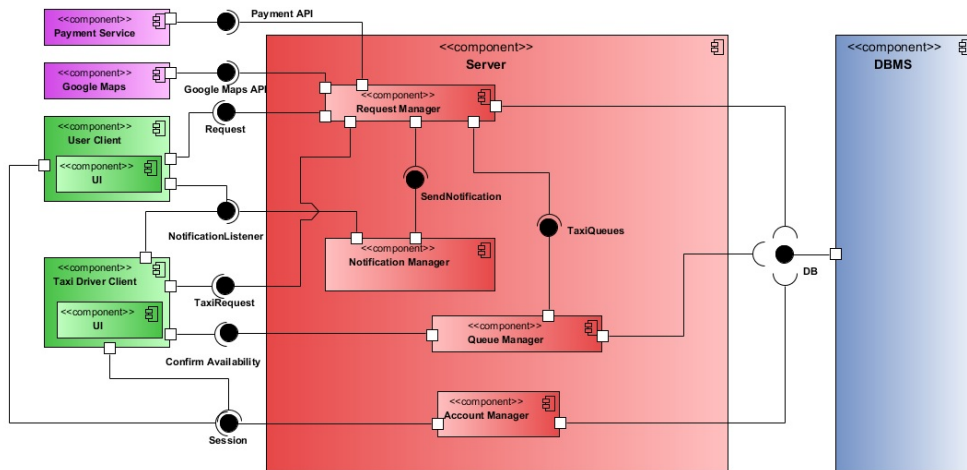 <<component>>
Payment Service
Payment API
<<component>>
Server
<<component>>
DBMS
<<component>>
Google Maps
Google Maps API
<<component>>
Request Manager
Request
<<component>>
User Client
<<component>>
UI
SendNotification
NotificationListener
TaxiQueues
<<component>>
Notification Manager
<<component>>
Taxi Driver Client
TaxiRequest
DB
<<component>>
UI
<<component>>
Queue Manager
Confirm Availability
<<component>>
Account Manager
Session